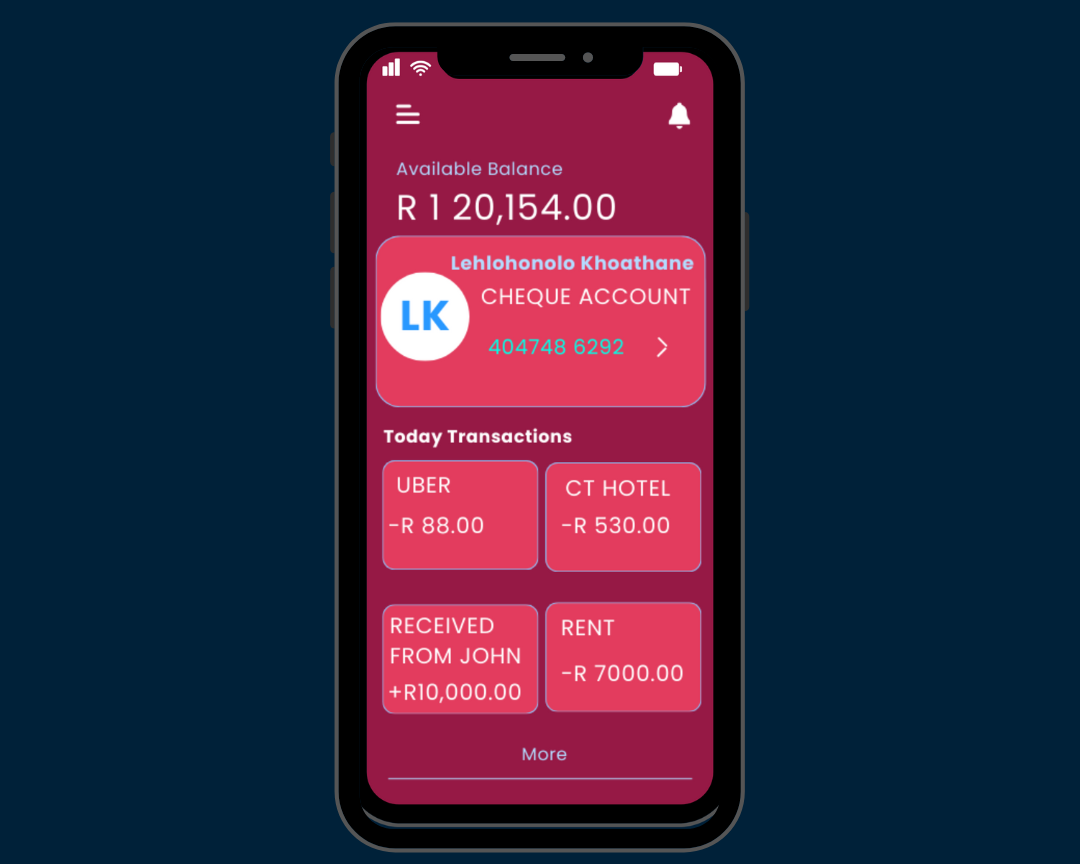 Available Balance
R 1 20,154.00
Lehlohonolo Khoathane
LK
CHEQUE ACCOUNT
404748 6292
Today Transactions
UBER
-R 88.00
CT HOTEL
-R 530.00
RECEIVED
FROM JOHN
+R10,000.00
RENT
-R 7000.00
More